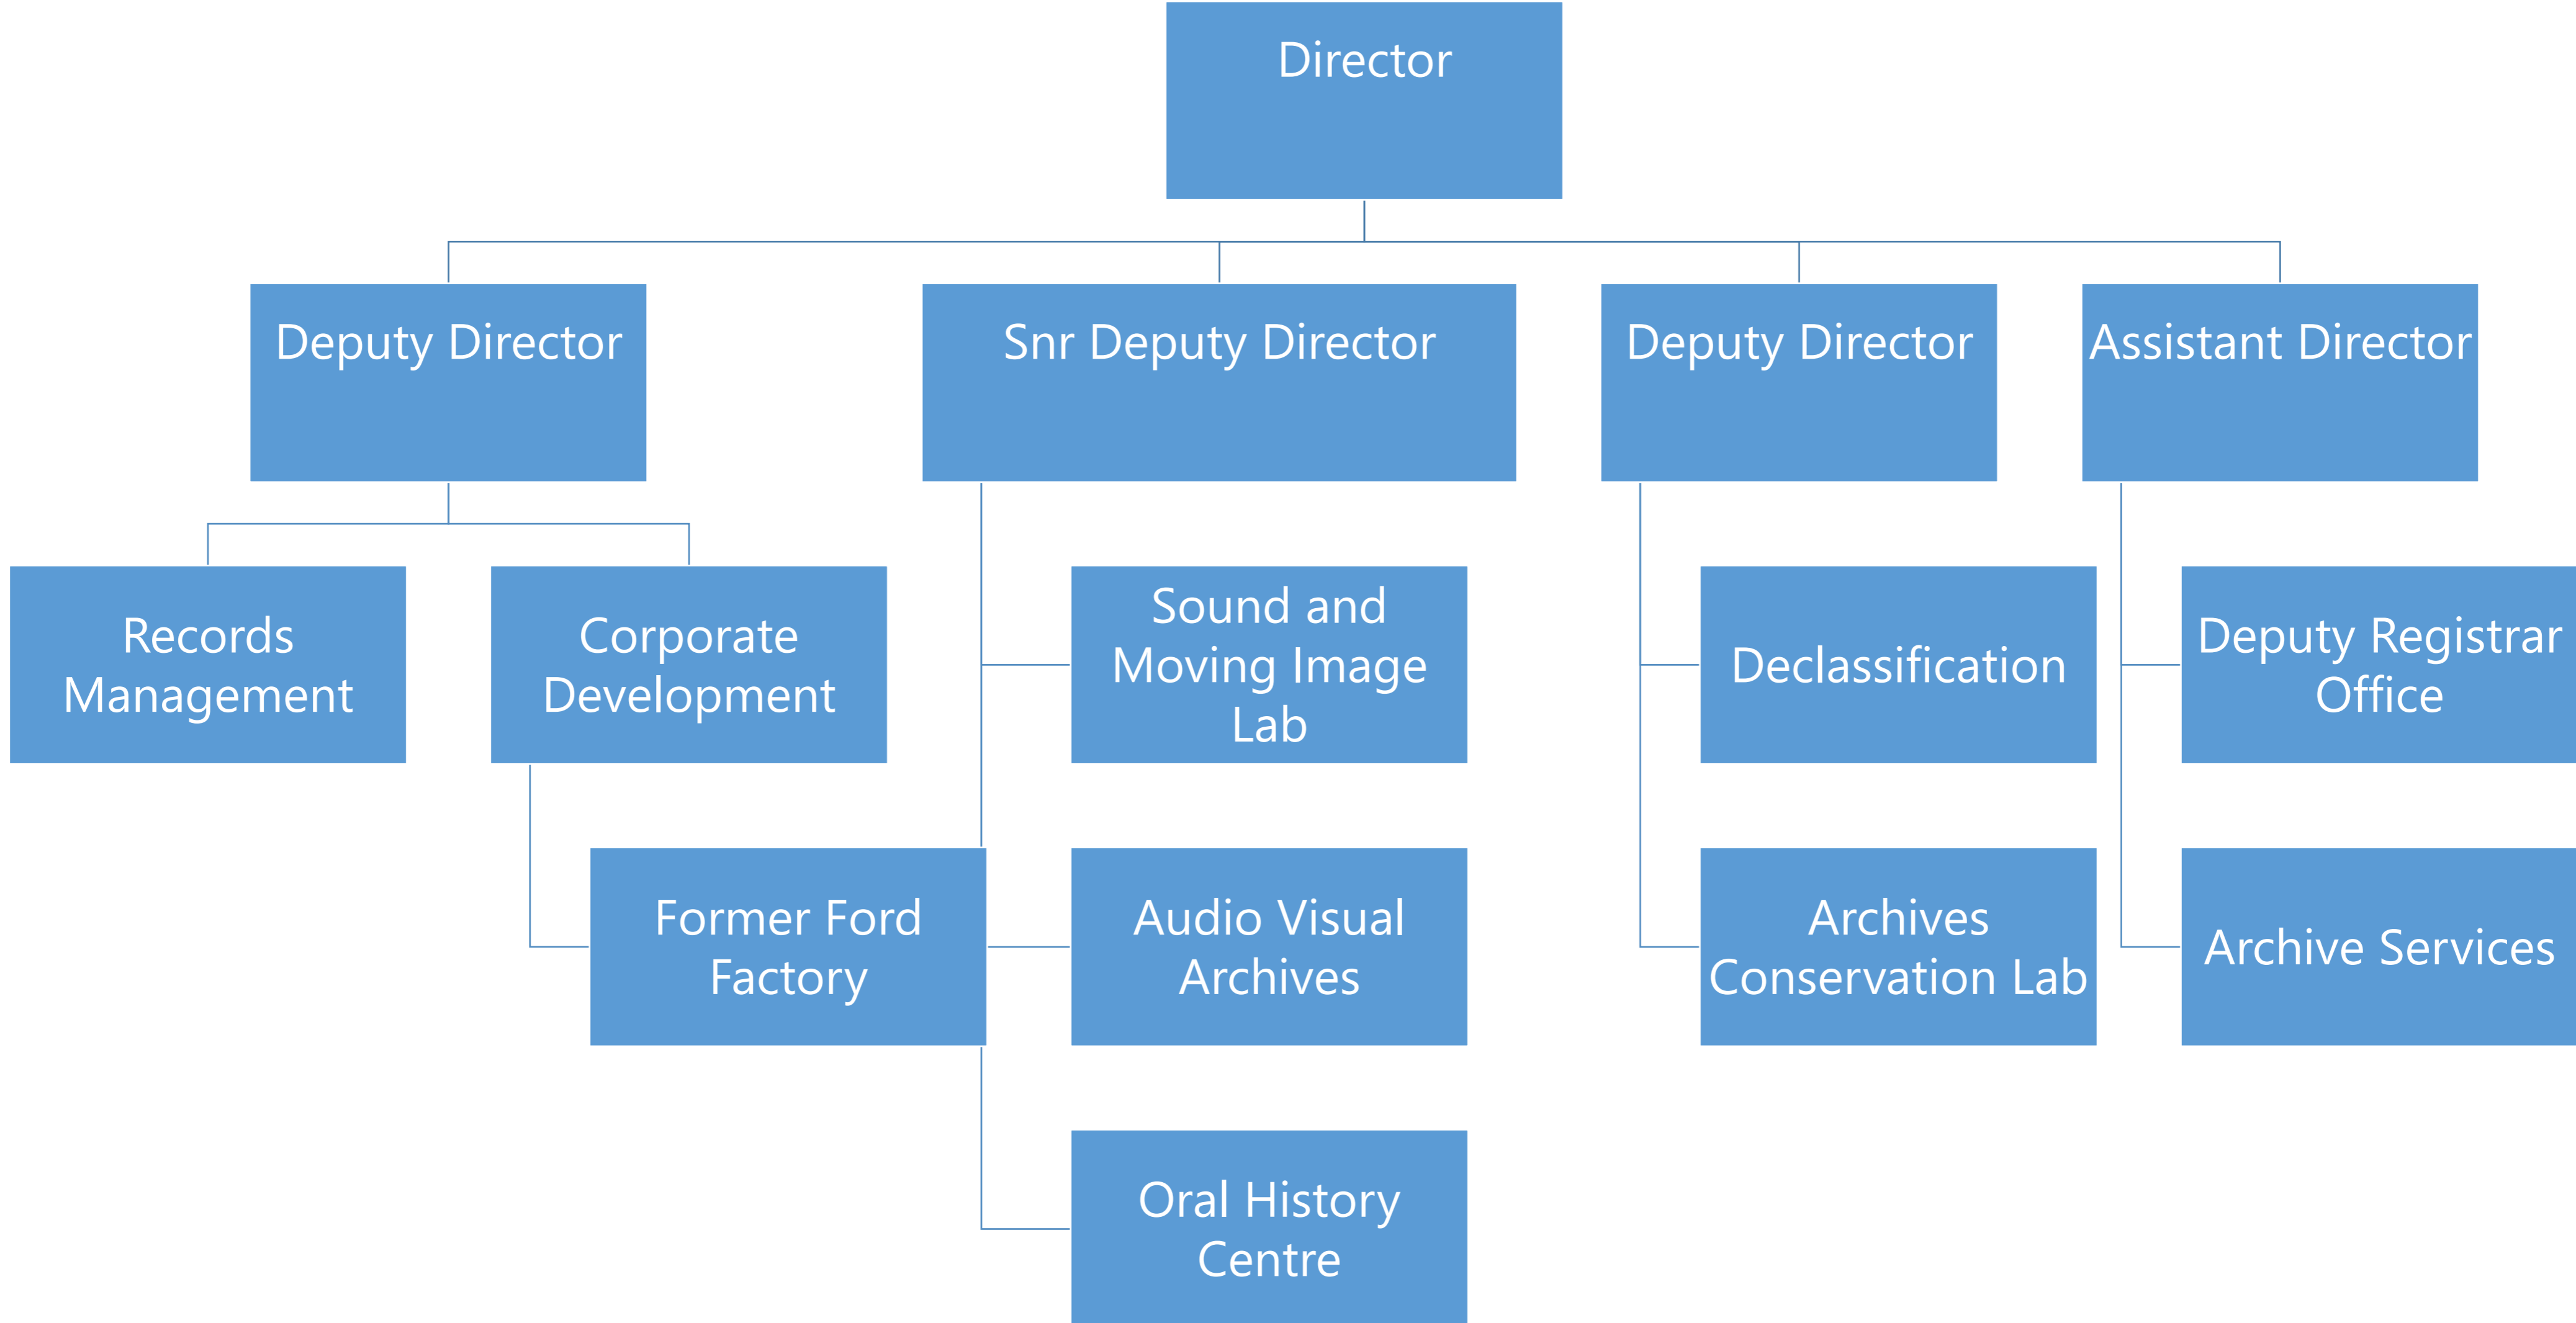 Director
Deputy Director
Snr Deputy Director
Deputy Director
Assistant Director
Records
Management
Corporate
Development
Sound and
Moving Image
Lab
Declassification
Deputy Registrar
Office
Former Ford
Factory
Audio Visual
Archives
Archives
Conservation Lab
Archive Services
Oral History
Centre